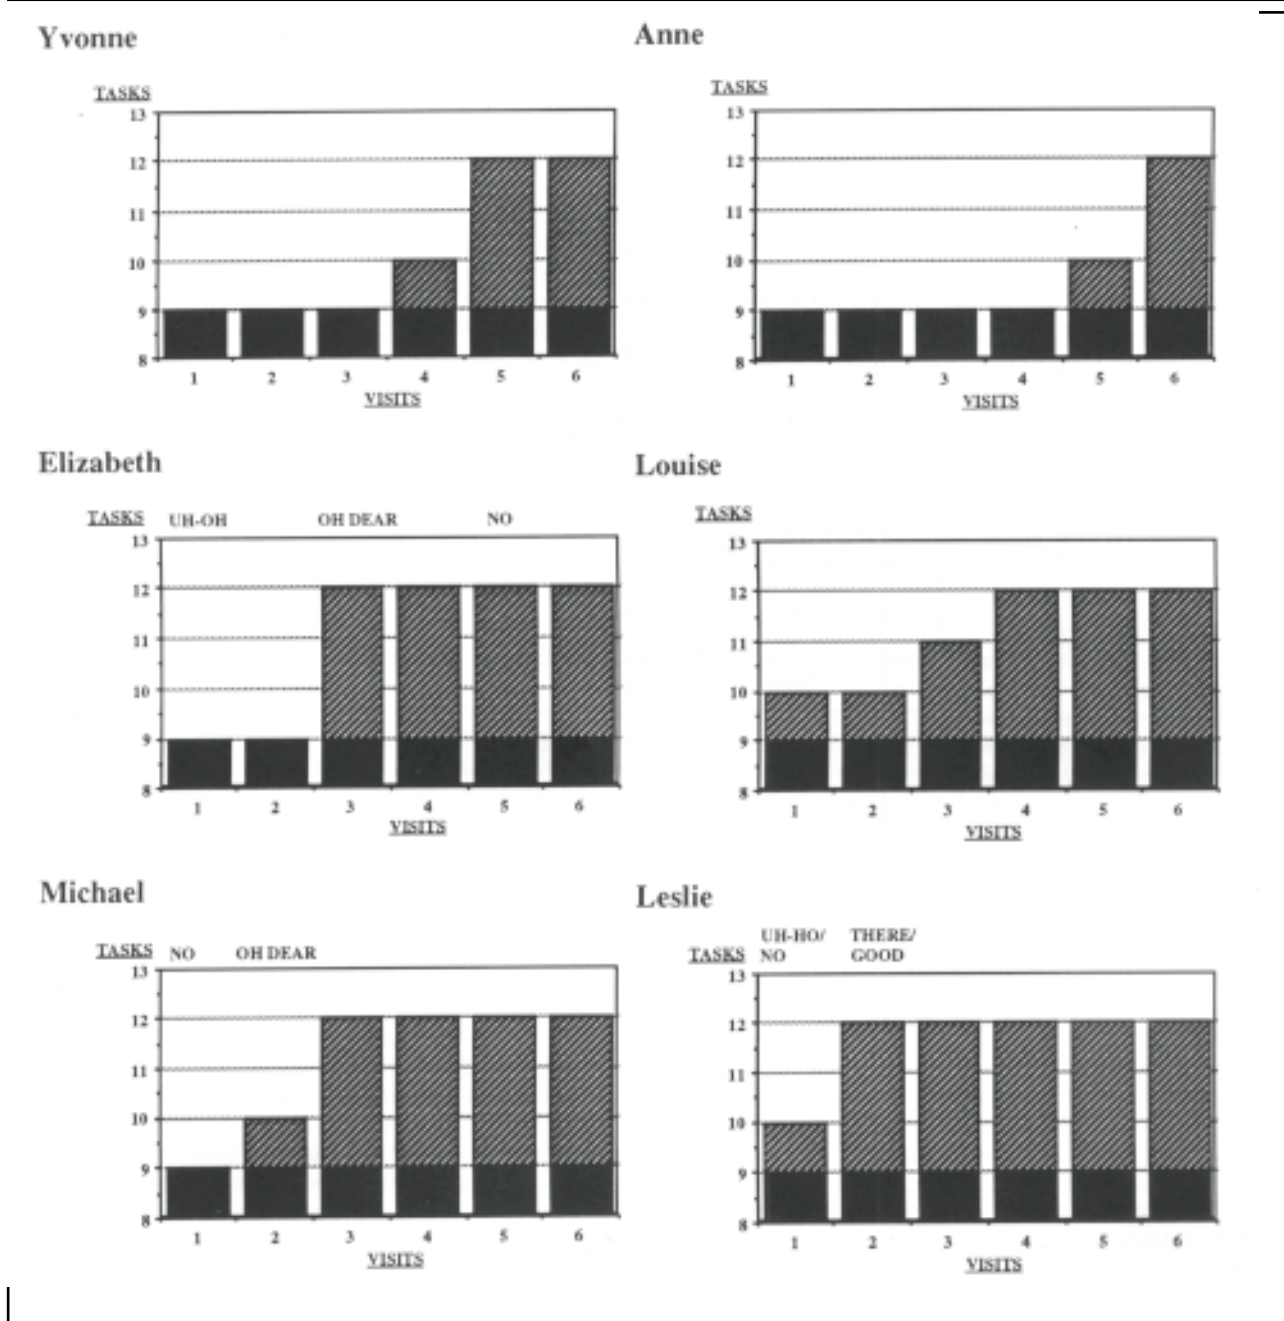 Yvonne
TASKS
13
12
11
10
9
8
1 2 3 4 5 6
VISITS
Anne
TASKS
13
12
11
10
9
8
1 2 3 4 5 6
VISITS
Elizabeth
TASKS UH-OH OH DEAR NO
13
12
11
10
9
8
1 2 3 4 5 6
VISITS
Louise
TASKS
13
12
11
10
9
8
1 2 3 4 5 6
VISITS
Michael
TASKS NO OH DEAR
13
12
11
10
9
8
1 2 3 4 5 6
VISITS
Leslie
UH-HO/ THERE/
TASKS NO GOOD
13
12
11
10
9
8
1 2 3 4 5 6
VISITS